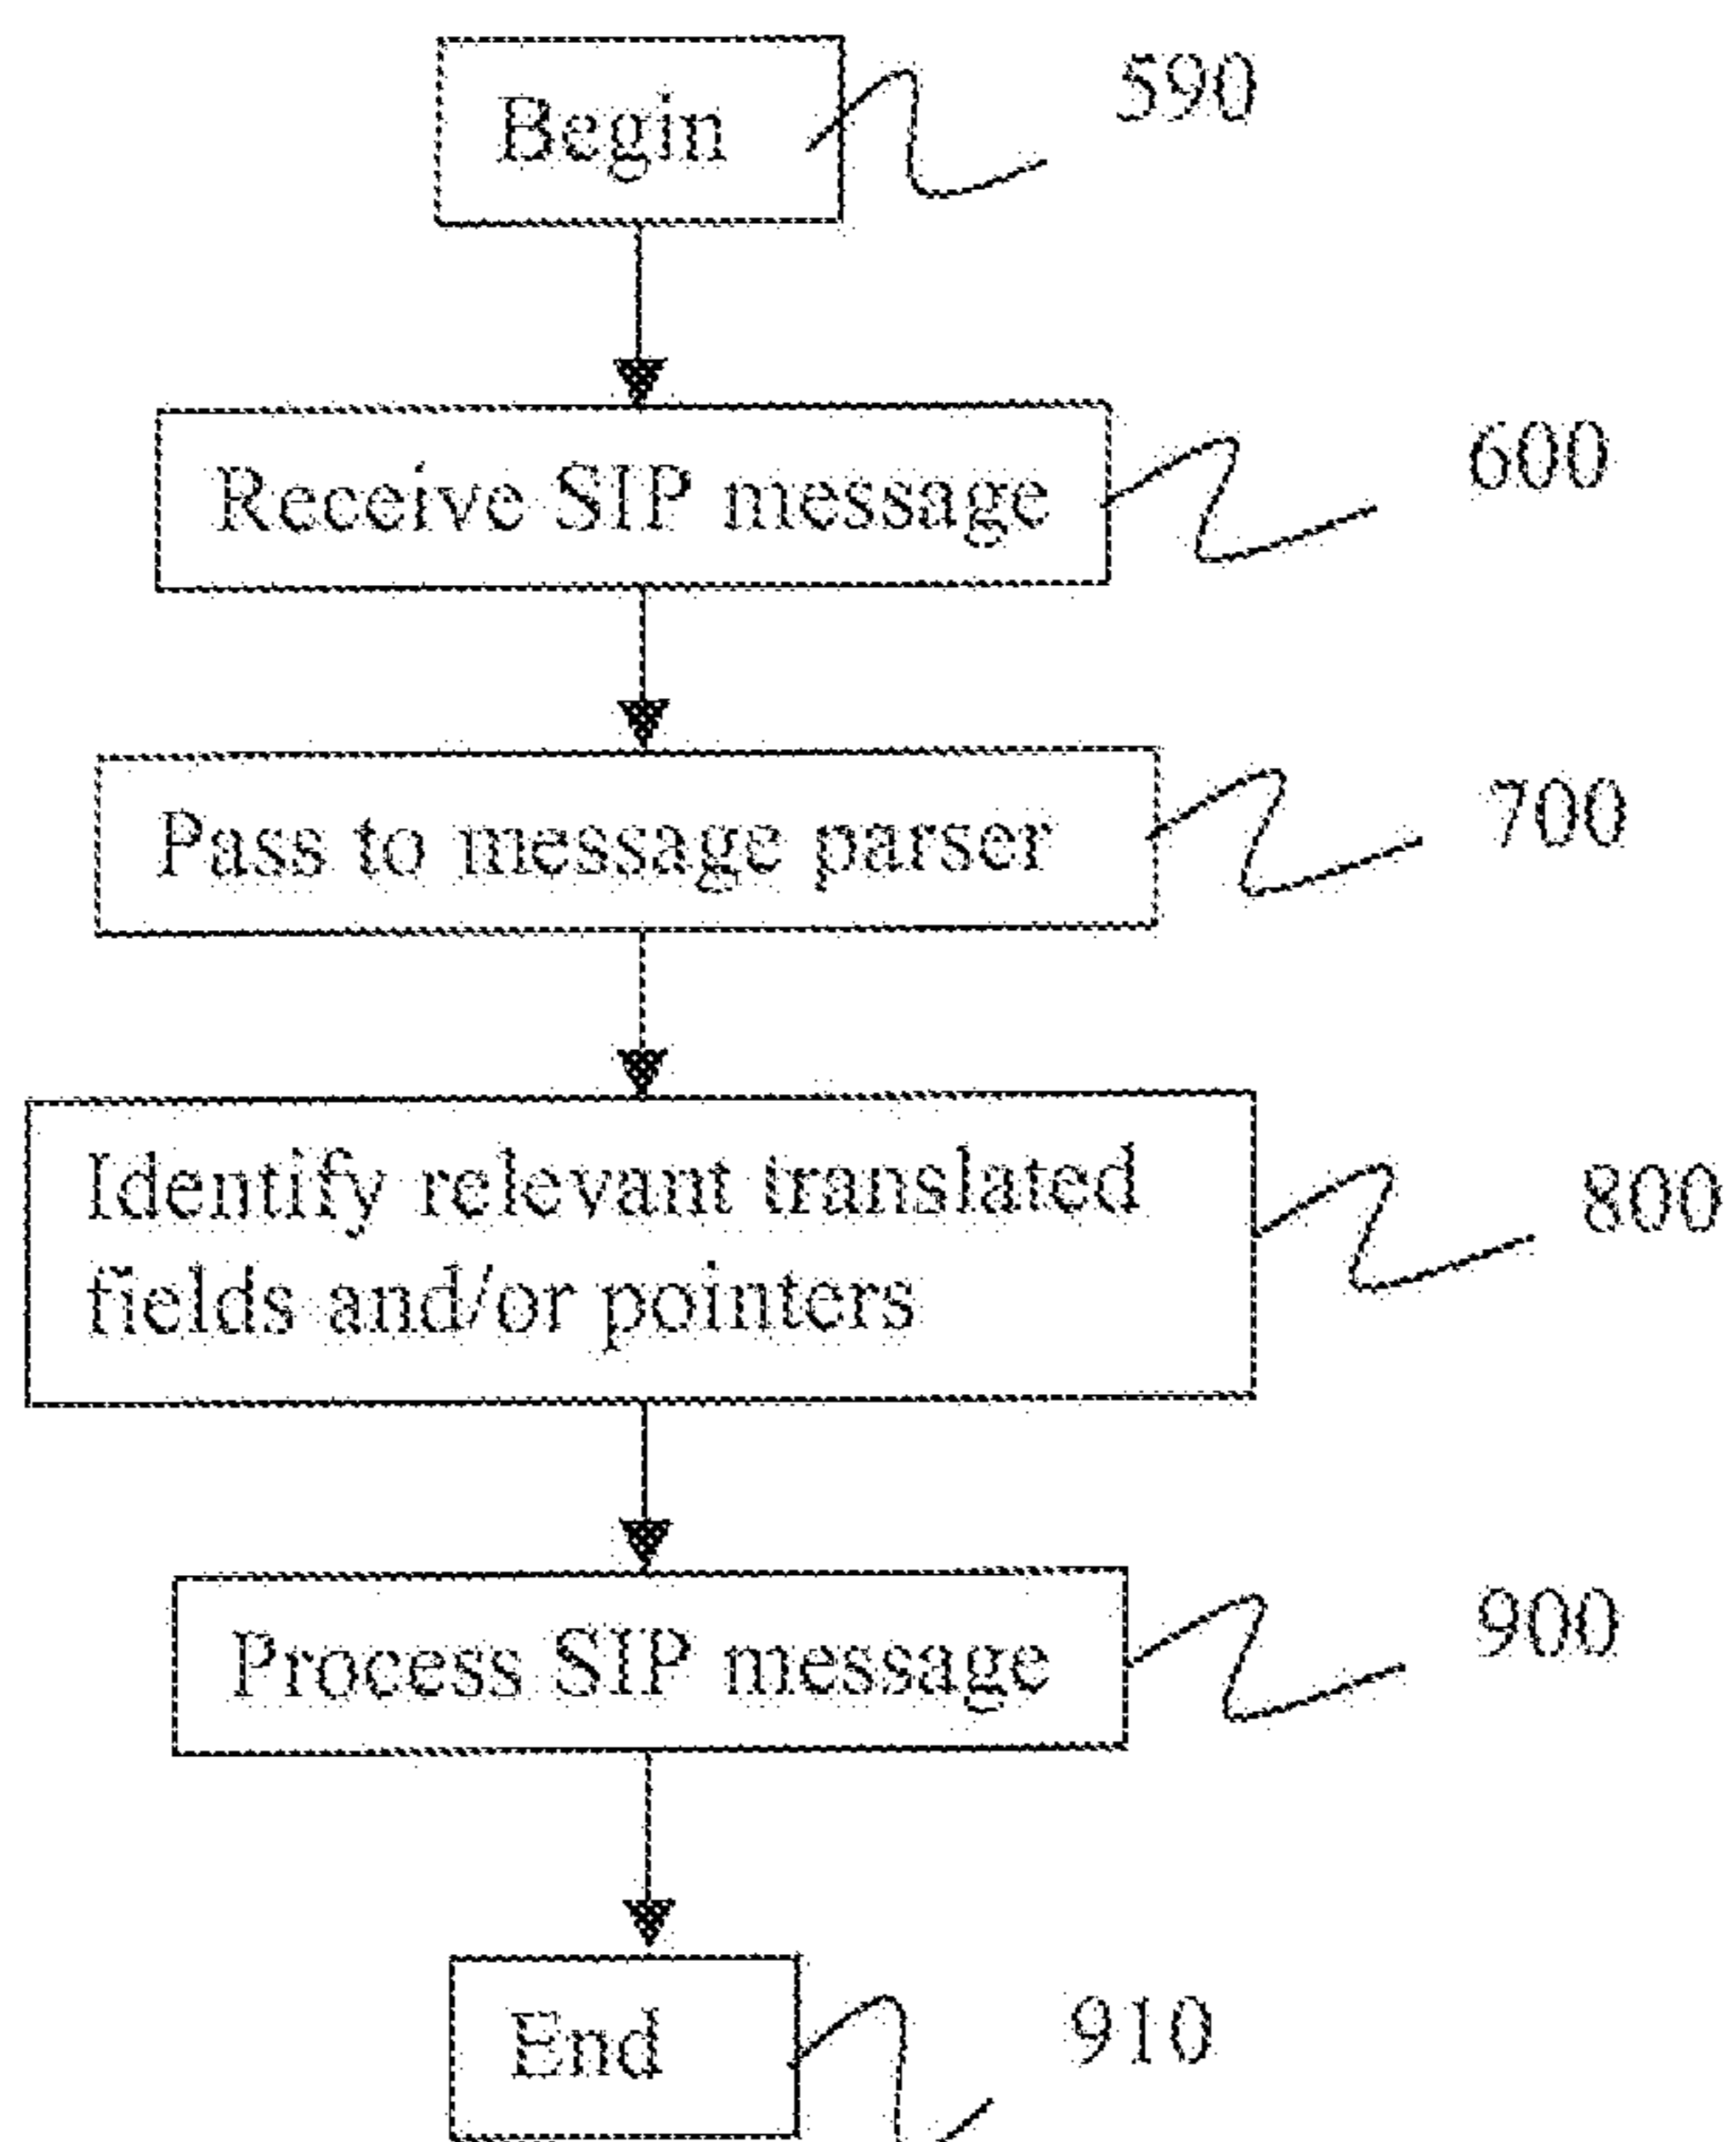 Begin
590
Receive SIP message
600
Pass to message parser
700
Identify relevant translated
fields and/or pointers
800
Process SIP message
900
End
910